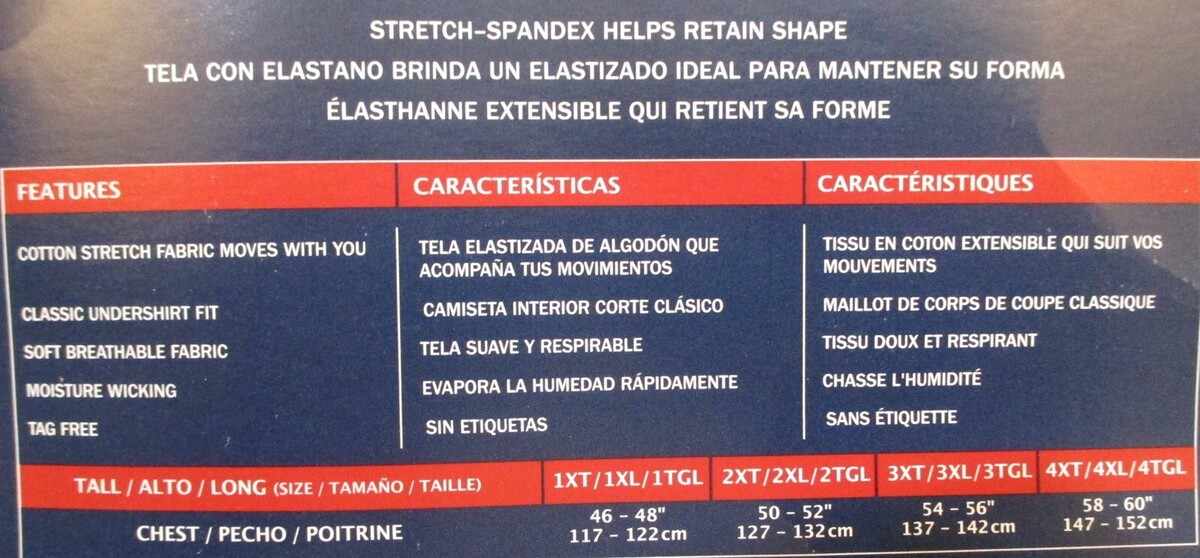 STRETCH–SPANDEX HELPS RETAIN SHAPE
TELA CON ELASTANO BRINDA UN ELASTIZADO IDEAL PARA MANTENER SU FORMA
ÉLASTHANNE EXTENSIBLE QUI RETIENT SA FORME
FEATURES
COTTON STRETCH FABRIC MOVES WITH YOU
CLASSIC UNDERSHIRT FIT
SOFT BREATHABLE FABRIC
MOISTURE WICKING
TAG FREE
CARACTERÍSTICAS
TELA ELASTIZADA DE ALGODÓN QUE
ACOMPAÑA TUS MOVIMIENTOS
CAMISETA INTERIOR CORTE CLÁSICO
TELA SUAVE Y RESPIRABLE
EVAPORA LA HUMEDAD RÁPIDAMENTE
SIN ETIQUETAS
CARACTÉRISTIQUES
TISSU EN COTON EXTENSIBLE QUI SUIT VOS
MOUVEMENTS
MAILLOT DE CORPS DE COUPE CLASSIQUE
TISSU DOUX ET RESPIRANT
CHASSE L'HUMIDITÉ
SANS ÉTIQUETTE
TALL / ALTO / LONG (SIZE / TAMAÑO / TAILLE) 1XT/1XL/1TGL 2XT/2XL/2TGL 3XT/3XL/3TGL 4XT/4XL/4TGL
CHEST / PECHO / POITRINE
46 – 48" 50 – 52" 54 – 56" 58 – 60"
117 – 122cm 127 – 132cm 137 – 142cm 147 – 152cm